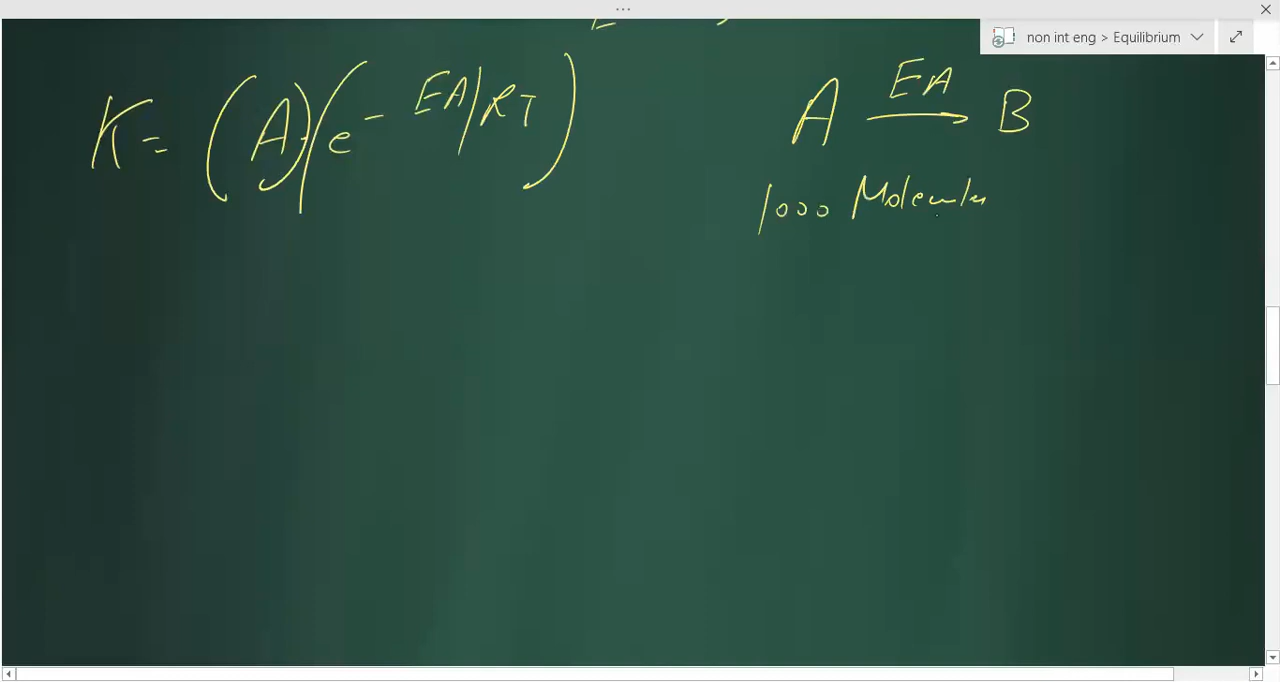 non int eng > Equilibrium
K = (A)(e^-EA/RT)
A EA→ B
1000 Molecules